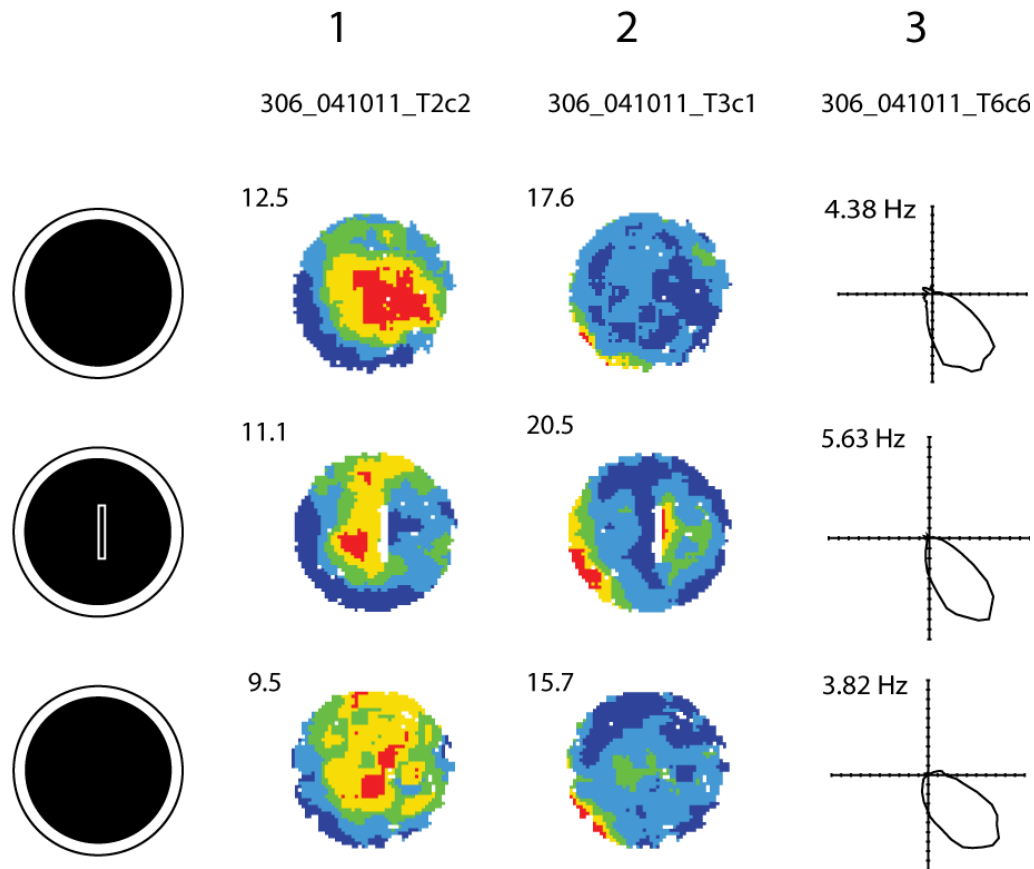 1 2 3
306_041011_T2c2 306_041011_T3c1 306_041011_T6c6
12.5 17.6 4.38 Hz
11.1 20.5 5.63 Hz
9.5 15.7 3.82 Hz